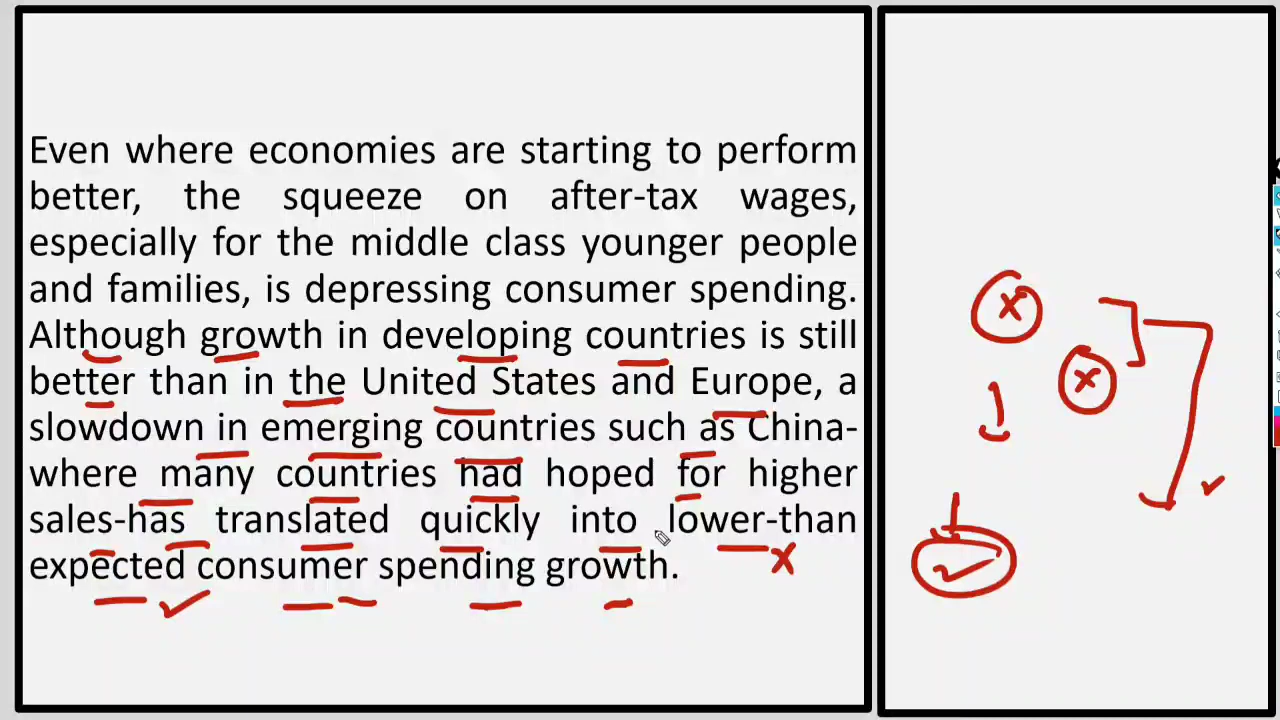 Even where economies are starting to perform
better, the squeeze on after-tax wages,
especially for the middle class younger people
and families, is depressing consumer spending.
Although growth in developing countries is still
better than in the United States and Europe, a
slowdown in emerging countries such as China-
where many countries had hoped for higher
sales-has translated quickly into lower-than
expected consumer spending growth.